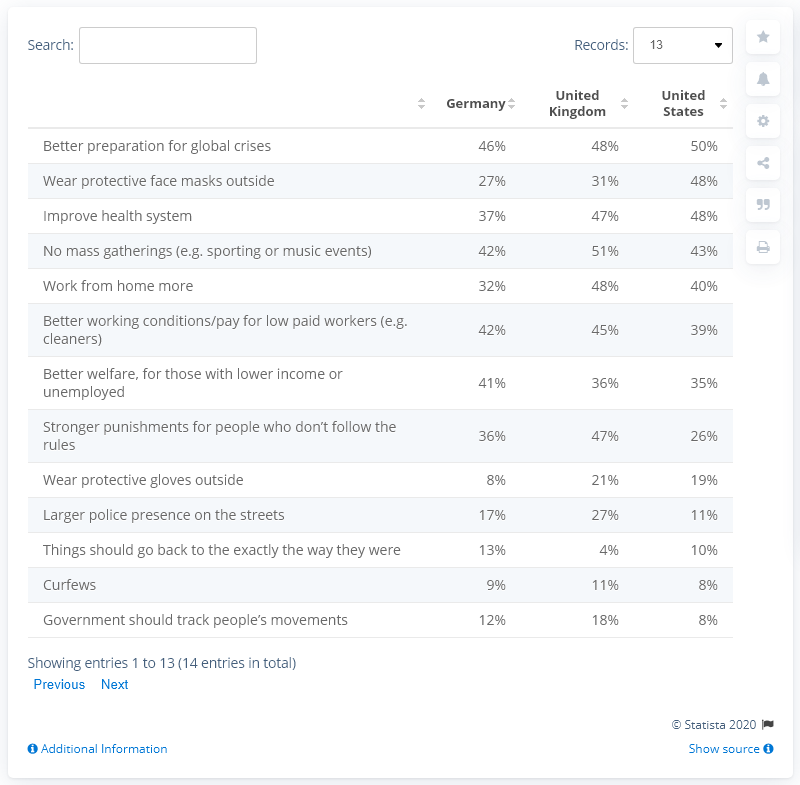 Search:
Records: 13
Germany United Kingdom United States
Better preparation for global crises 46% 48% 50%
Wear protective face masks outside 27% 31% 48%
Improve health system 37% 47% 48%
No mass gatherings (e.g. sporting or music events) 42% 51% 43%
Work from home more 32% 48% 40%
Better working conditions/pay for low paid workers (e.g.
cleaners) 42% 45% 39%
Better welfare, for those with lower income or
unemployed 41% 36% 35%
Stronger punishments for people who don’t follow the
rules 36% 47% 26%
Wear protective gloves outside 8% 21% 19%
Larger police presence on the streets 17% 27% 11%
Things should go back to the exactly the way they were 13% 4% 10%
Curfews 9% 11% 8%
Government should track people’s movements 12% 18% 8%
Showing entries 1 to 13 (14 entries in total)
Previous Next
© Statista 2020
Additional Information
Show source